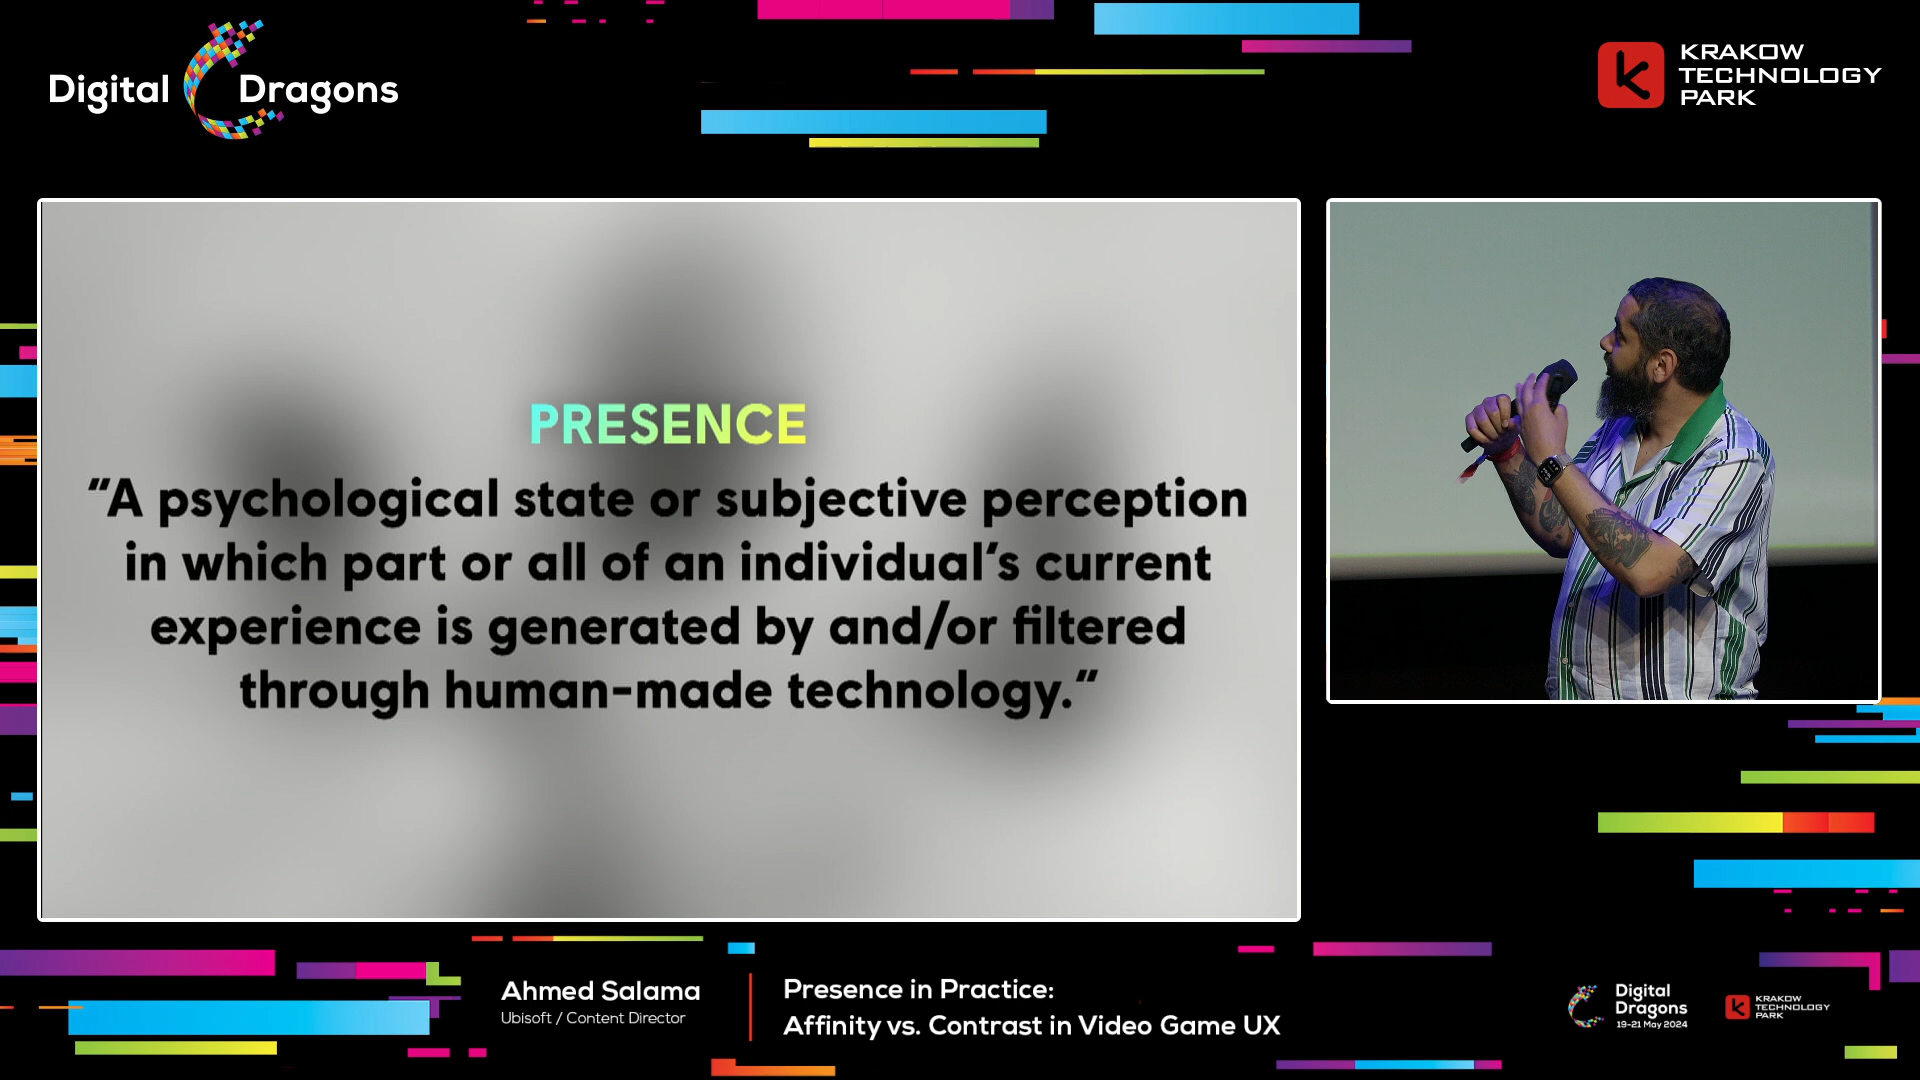 Digital Dragons
KRAKOW
TECHNOLOGY
PARK
PRESENCE
“A psychological state or subjective perception
in which part or all of an individual’s current
experience is generated by and/or filtered
through human-made technology.“
Ahmed Salama
Ubisoft / Content Director
Presence in Practice:
Affinity vs. Contrast in Video Game UX
Digital
Dragons
19-21 May 2024
KRAKOW
TECHNOLOGY
PARK